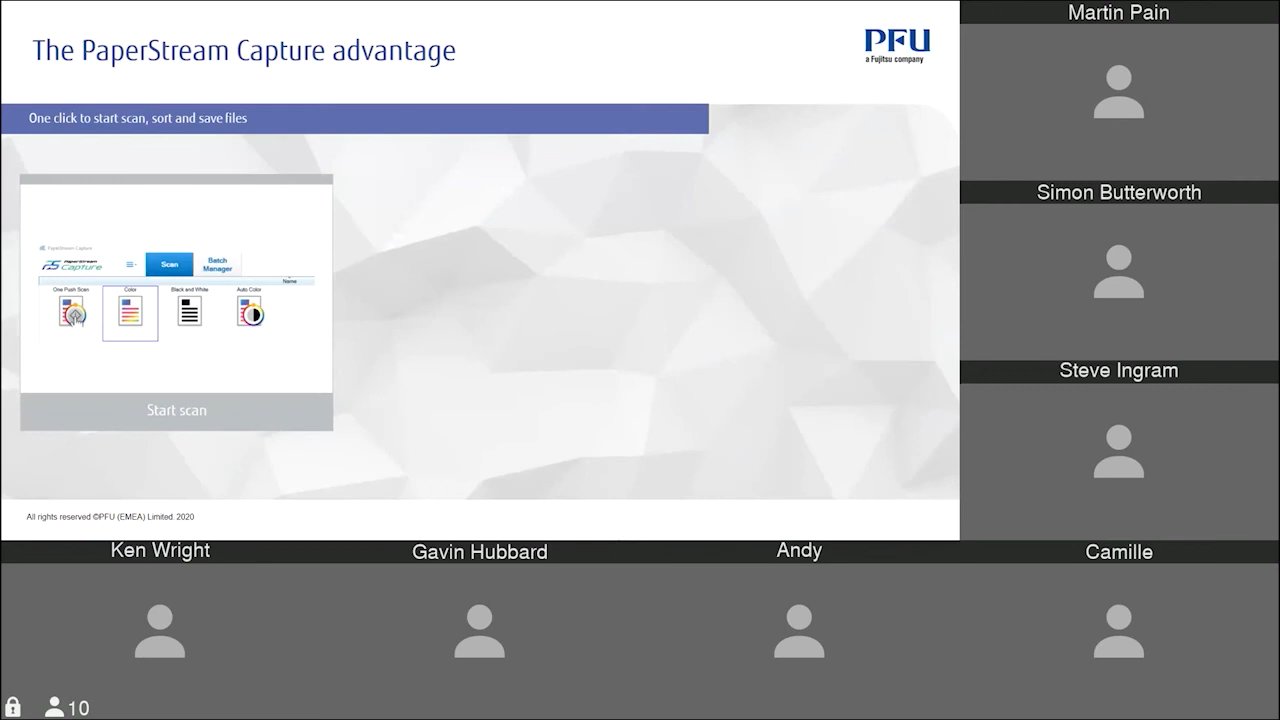 The PaperStream Capture advantage
PFU
a Fujitsu company
One click to start scan, sort and save files
PaperStream Capture
PaperStream
Capture
Scan
Batch
Manager
Name
One Push Scan
Color
Black and White
Auto Color
Start scan
All rights reserved ©PFU (EMEA) Limited 2020
Martin Pain
Simon Butterworth
Steve Ingram
Ken Wright
Gavin Hubbard
Andy
Camille
10